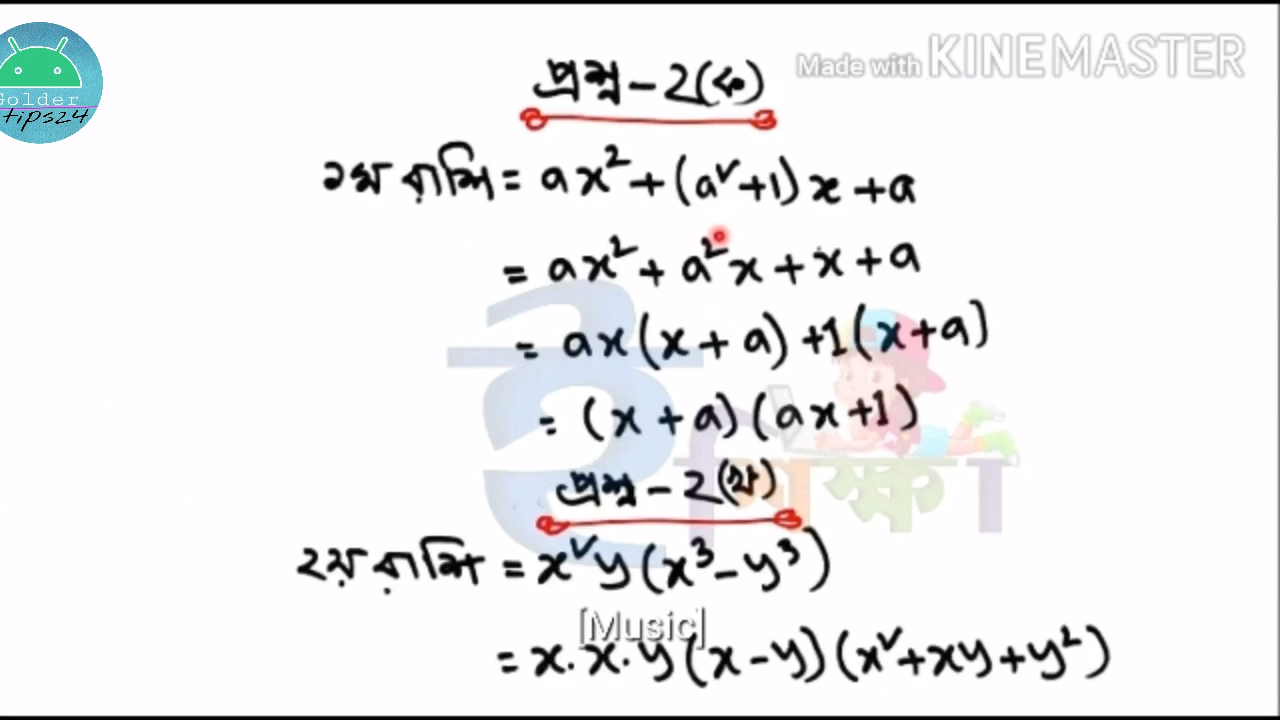 Golder
tips24
Made with KINEMASTER
প্রশ্ন – 2(ক)
১ম রাশি = ax² + (a²+1)x + a
= ax² + a²x + x + a
= ax(x + a) + 1(x+a)
= (x + a)(ax+1)
ই শিক্ষা
প্রশ্ন – 2(খ)
২য় রাশি = x²y(x³–y³)
[Music]
= x.x.y(x–y)(x²+xy+y²)